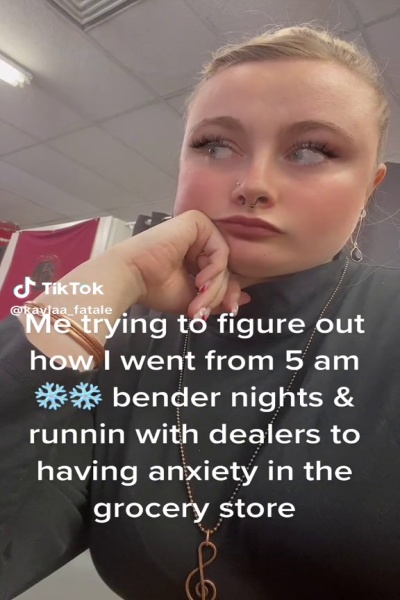 TikTok
@kaylaa_fatale
Me trying to figure out
how I went from 5 am
❄️❄️ bender nights &
runnin with dealers to
having anxiety in the
grocery store